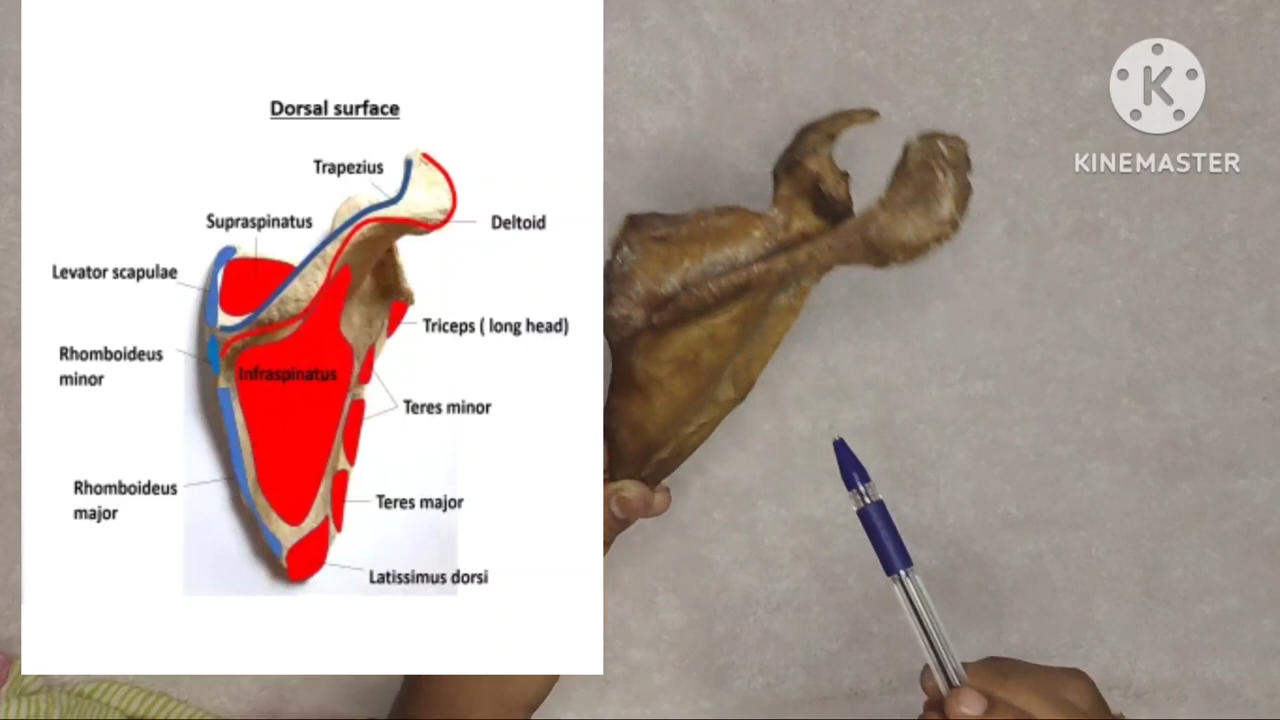 Dorsal surface
Trapezius
Supraspinatus
Deltoid
Levator scapulae
Triceps ( long head)
Rhomboideus
minor
Infraspinatus
Teres minor
Rhomboideus
major
Teres major
Latissimus dorsi
K
KINEMASTER